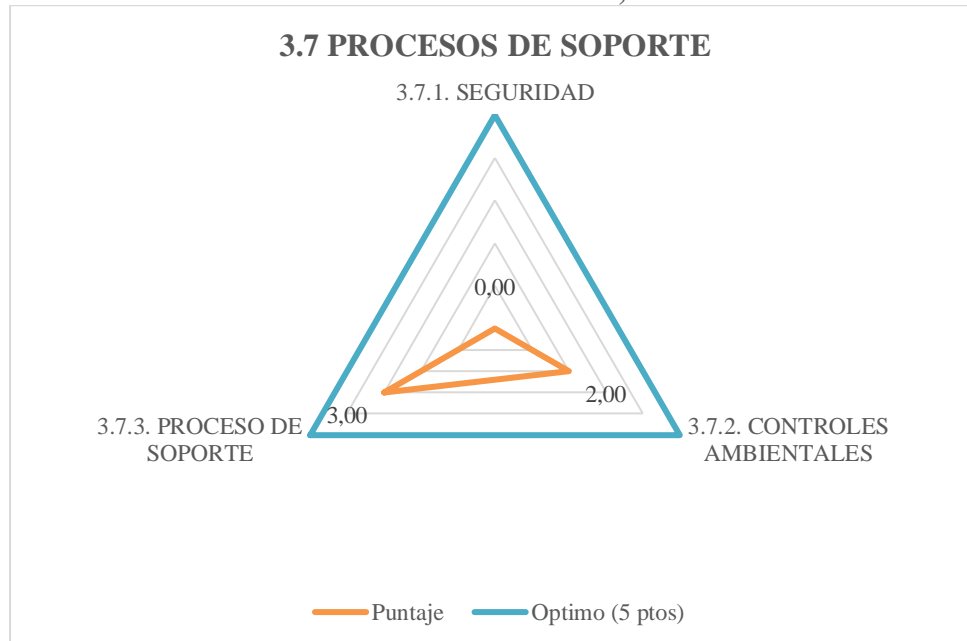 3.7 PROCESOS DE SOPORTE
3.7.1. SEGURIDAD
0,00
2,00
3,00
3.7.3. PROCESO DE
SOPORTE
3.7.2. CONTROLES
AMBIENTALES
Puntaje
Optimo (5 ptos)